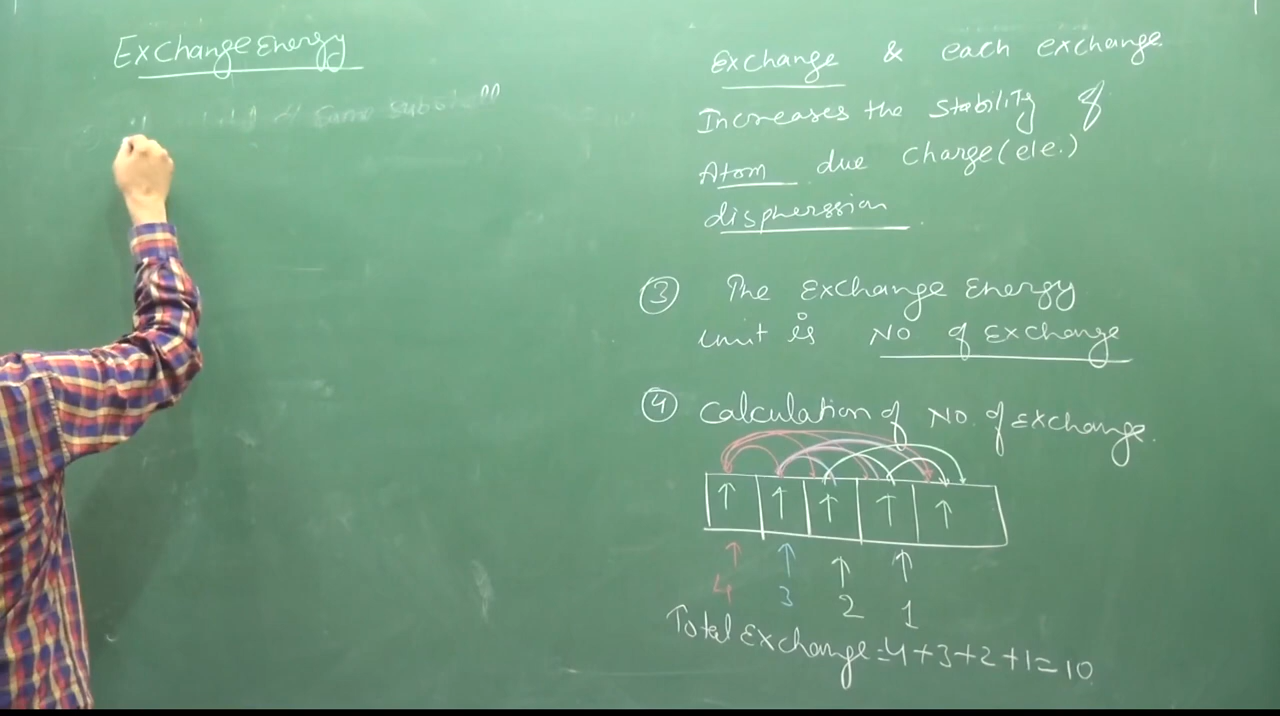 Exchange Energy
Same subshell
Exchange & each exchange
Increases the stability of
Atom due charge(ele.)
dispherssian.
③ The Exchange Energy
unit is No of Exchange
④ Calculation of No. of Exchange.
↑ ↑ ↑ ↑ ↑
↑ ↑ ↑ ↑
4 3 2 1
Total Exchange=4+3+2+1=10